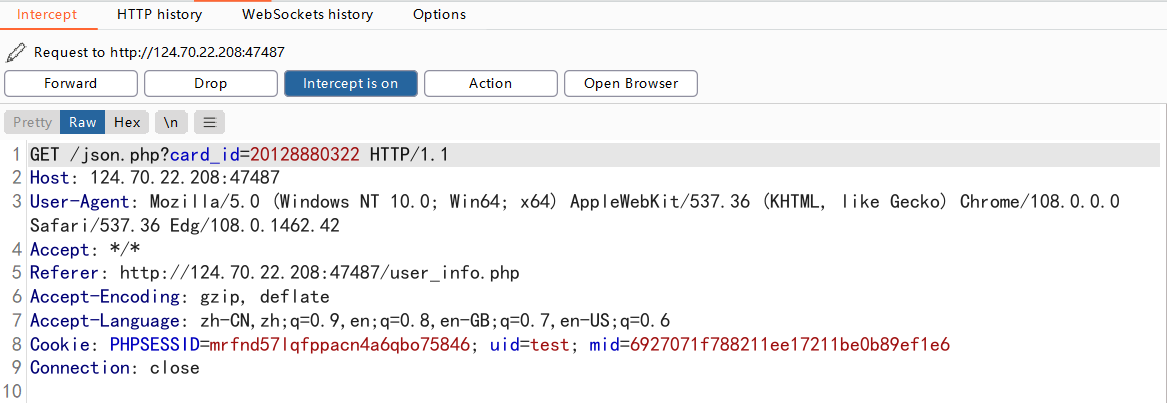 Intercept HTTP history WebSockets history Options
Request to http://124.70.22.208:47487
Forward Drop Intercept is on Action Open Browser
Pretty Raw Hex \n
1 GET /json.php?card_id=20128880322 HTTP/1.1
2 Host: 124.70.22.208:47487
3 User-Agent: Mozilla/5.0 (Windows NT 10.0; Win64; x64) AppleWebKit/537.36 (KHTML, like Gecko) Chrome/108.0.0.0
Safari/537.36 Edg/108.0.1462.42
4 Accept: */*
5 Referer: http://124.70.22.208:47487/user_info.php
6 Accept-Encoding: gzip, deflate
7 Accept-Language: zh-CN,zh;q=0.9,en;q=0.8,en-GB;q=0.7,en-US;q=0.6
8 Cookie: PHPSESSID=mrfnd57lqfppacn4a6qbo75846; uid=test; mid=6927071f788211ee17211be0b89ef1e6
9 Connection: close
10